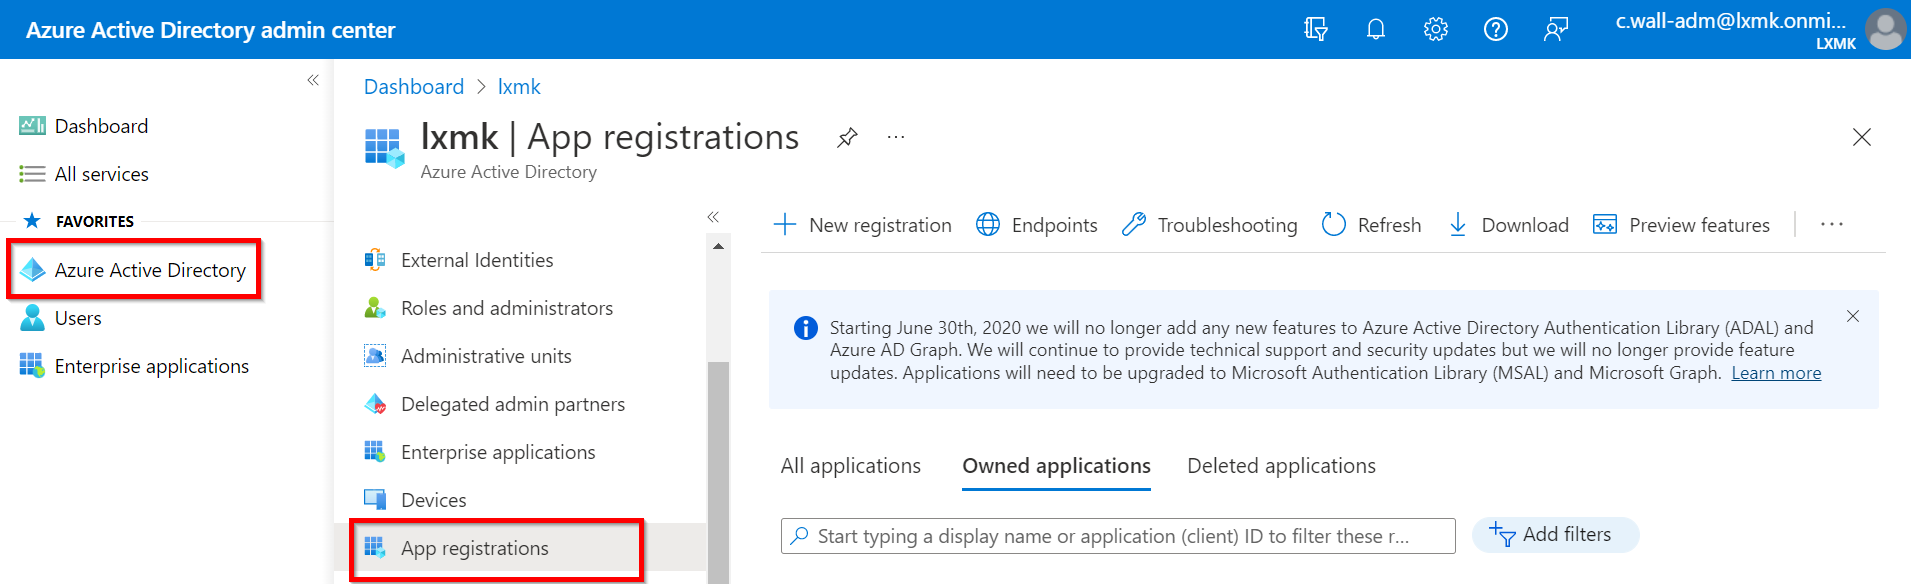 Azure Active Directory admin center
c.wall-adm@lxmk.onmi...
LXMK
Dashboard
All services
FAVORITES
Azure Active Directory
Users
Enterprise applications
Dashboard > lxmk
lxmk | App registrations
Azure Active Directory
External Identities
Roles and administrators
Administrative units
Delegated admin partners
Enterprise applications
Devices
App registrations
New registration Endpoints Troubleshooting Refresh Download Preview features
Starting June 30th, 2020 we will no longer add any new features to Azure Active Directory Authentication Library (ADAL) and
Azure AD Graph. We will continue to provide technical support and security updates but we will no longer provide feature
updates. Applications will need to be upgraded to Microsoft Authentication Library (MSAL) and Microsoft Graph. Learn more
All applications Owned applications Deleted applications
Start typing a display name or application (client) ID to filter these r...
Add filters